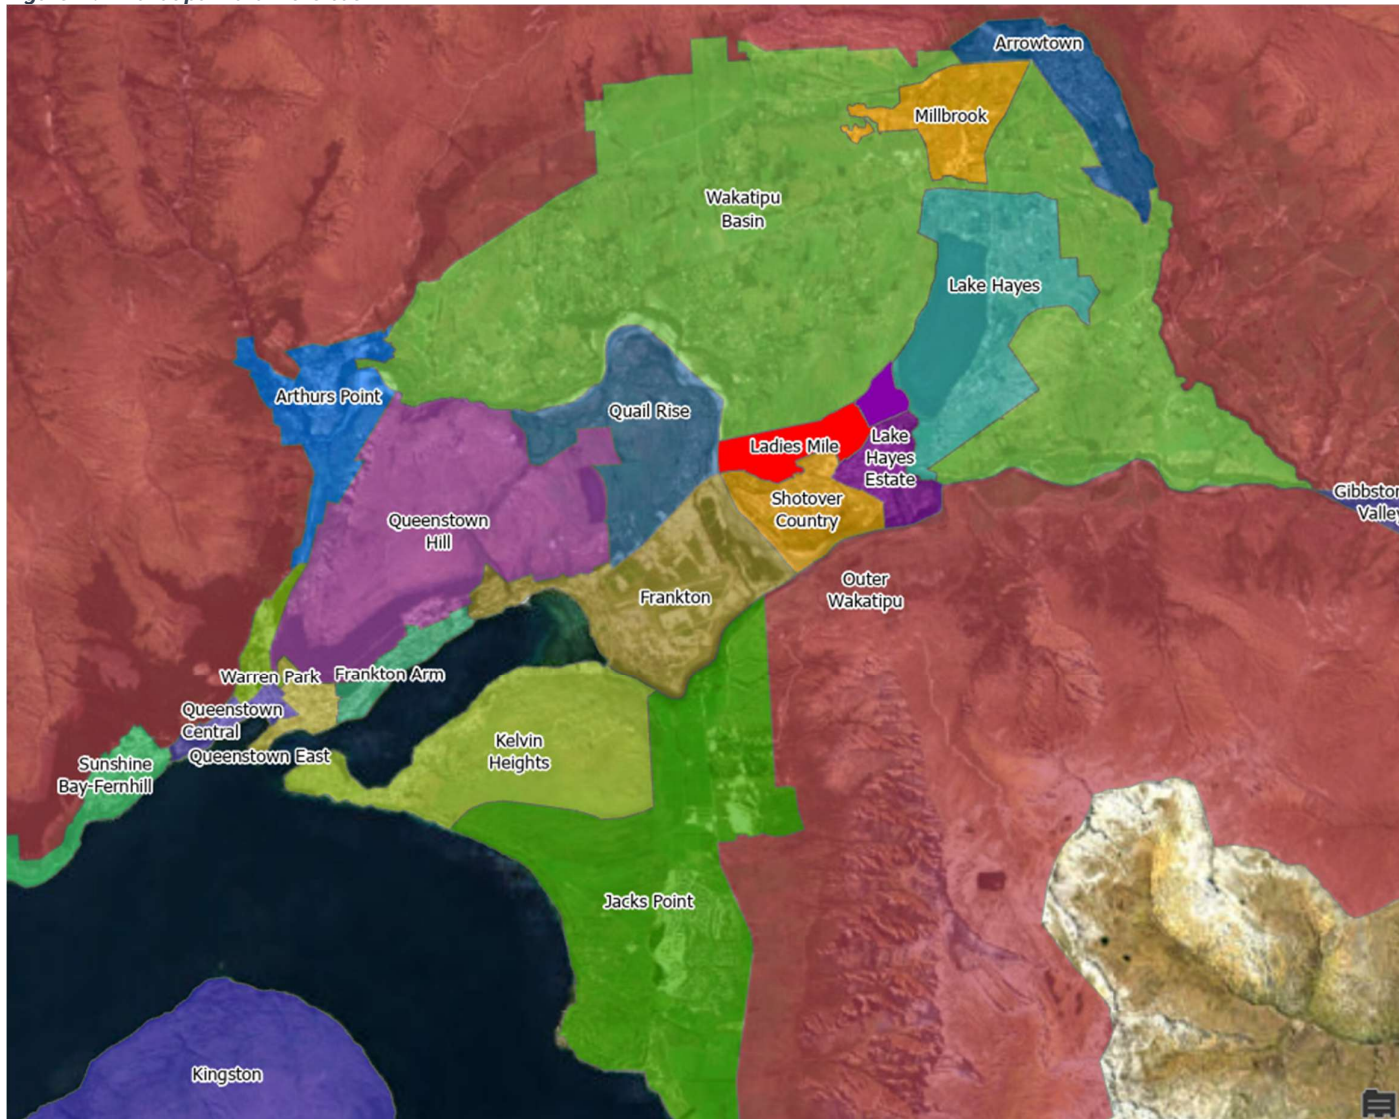 Arrowtown
Millbrook
Wakatipu
Basin
Lake Hayes
Arthurs Point
Quail Rise
Ladies Mile
Lake
Hayes
Estate
Gibbston
Valley
Shotover
Country
Queenstown
Hill
Outer
Wakatipu
Frankton
Warren Park
Frankton Arm
Queenstown
Central
Queenstown East
Kelvin
Heights
Sunshine
Bay-Fernhill
Jacks Point
Kingston